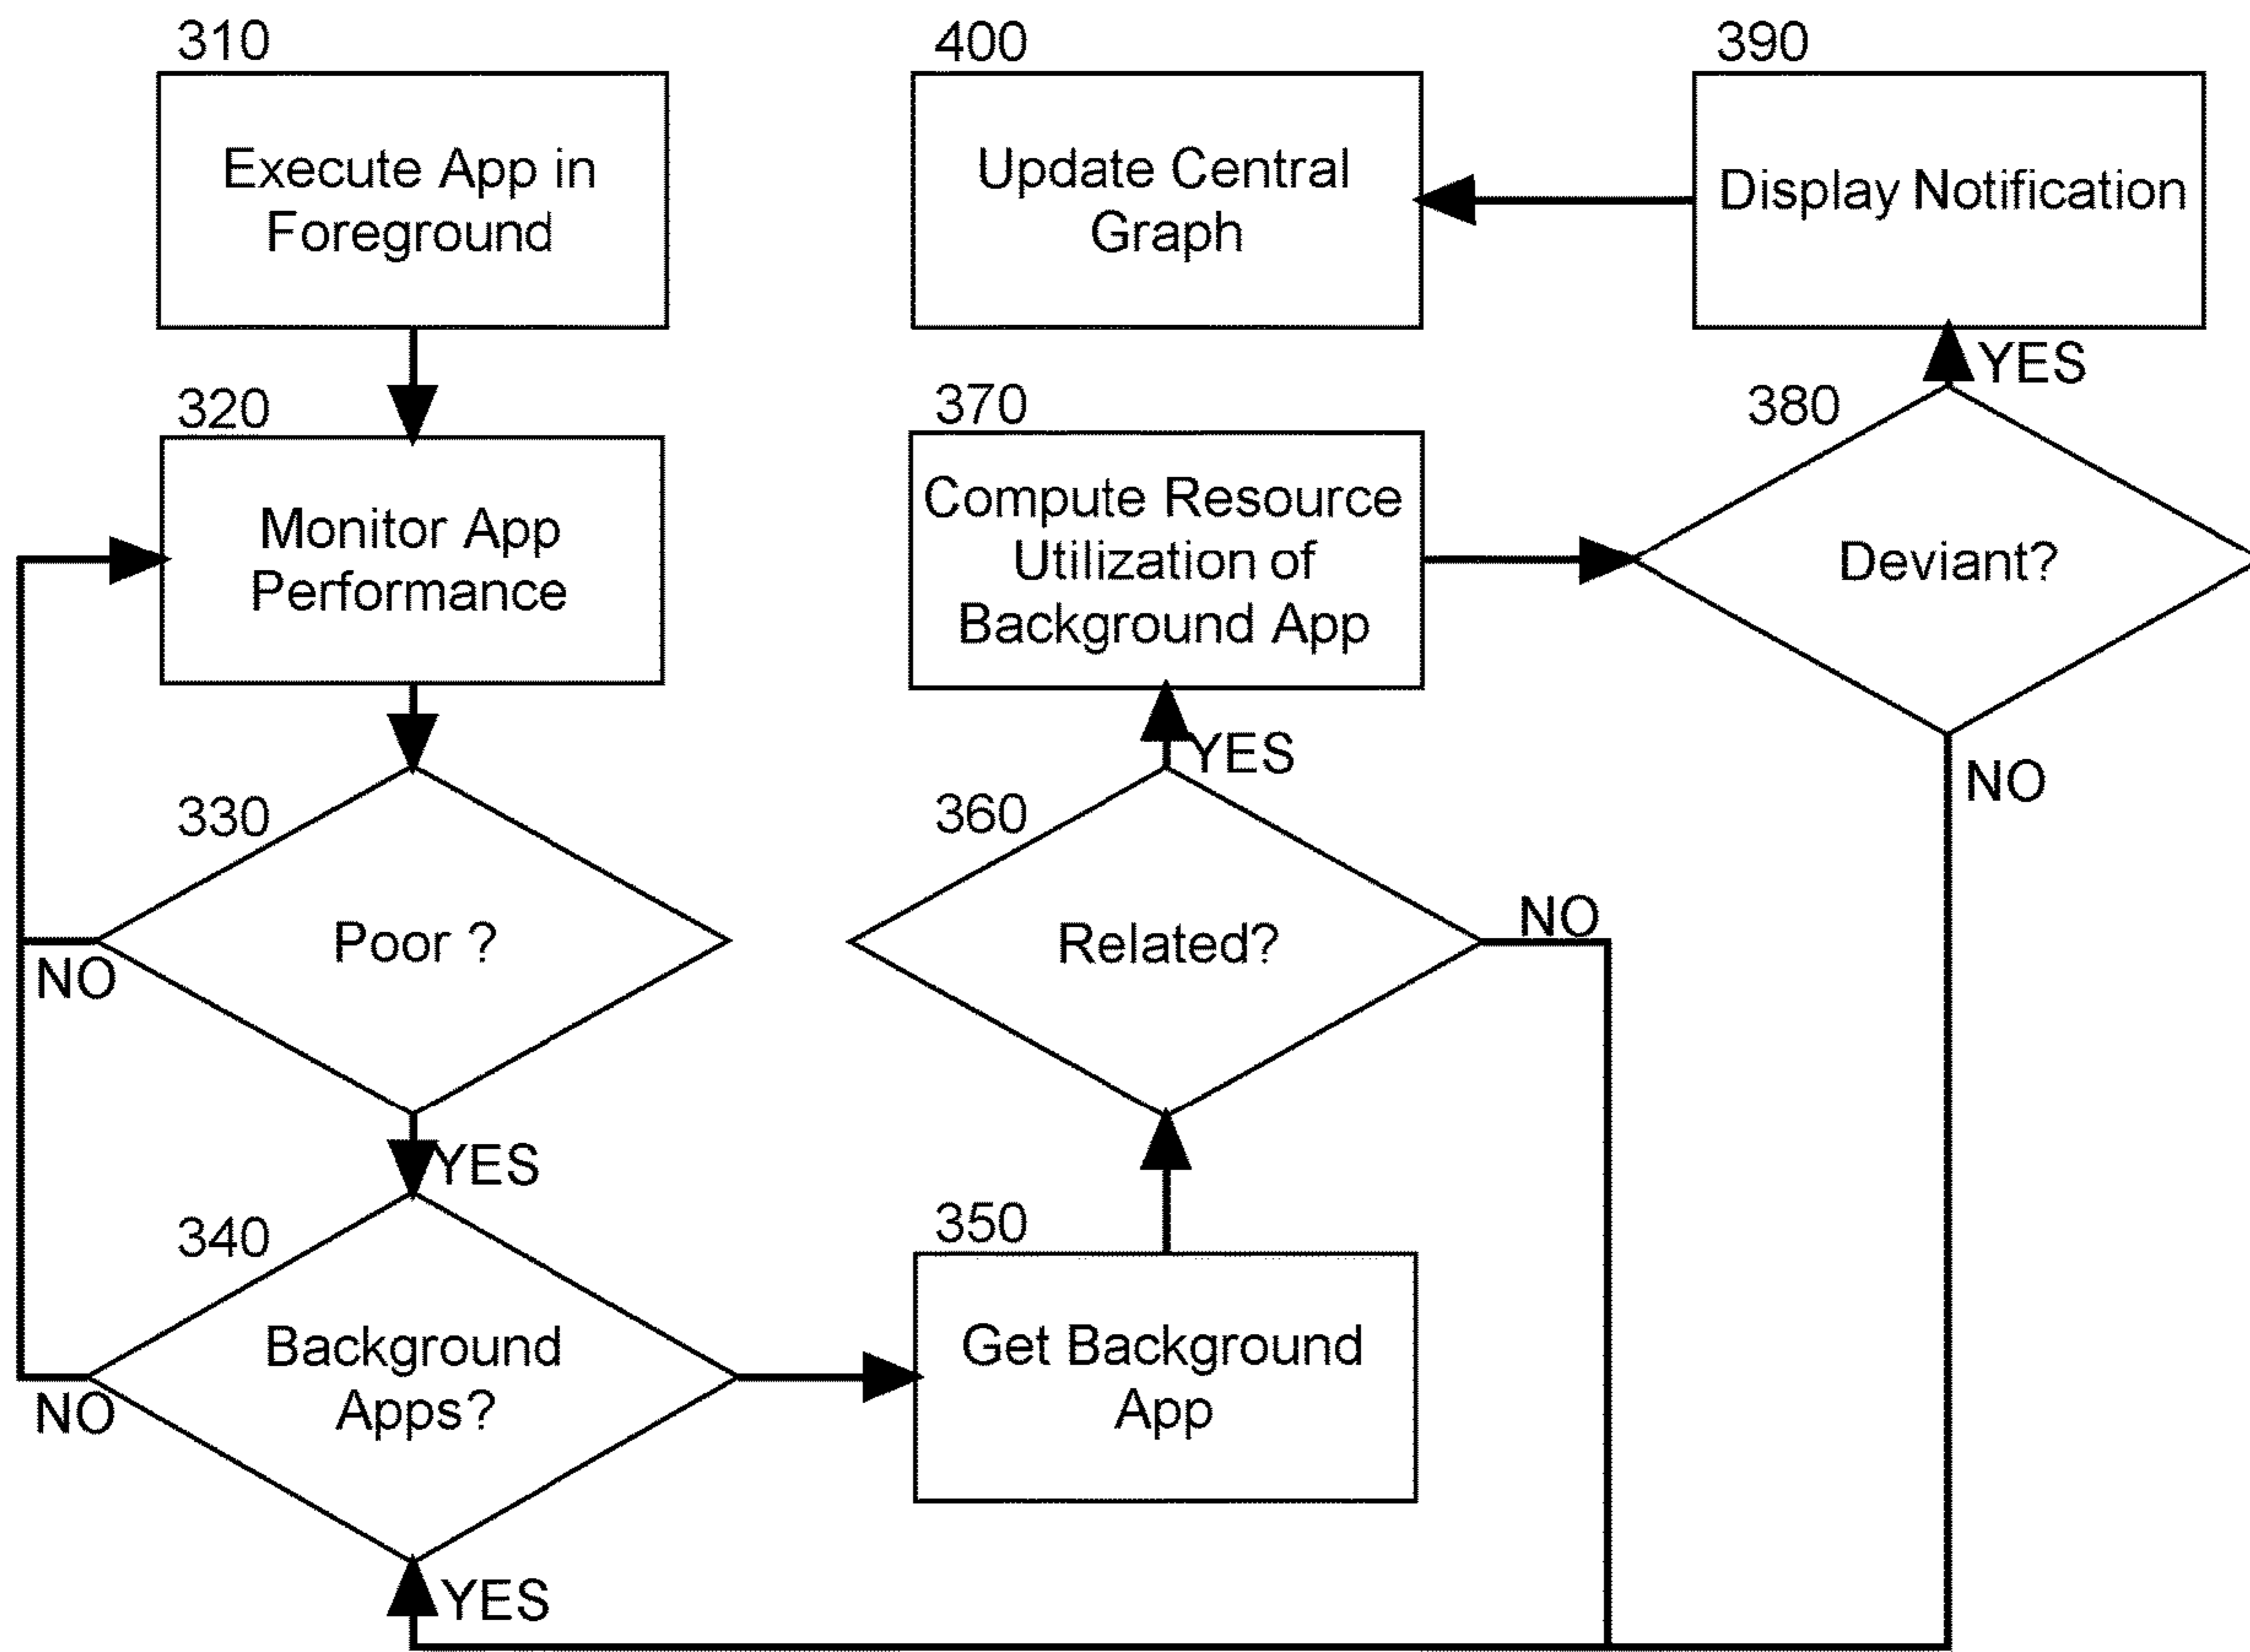 310
Execute App in
Foreground
320
Monitor App
Performance
330
Poor ?
NO
YES
340
Background
Apps?
NO
YES
350
Get Background
App
360
Related?
YES
NO
370
Compute Resource
Utilization of
Background App
380
Deviant?
YES
NO
390
Display Notification
400
Update Central
Graph